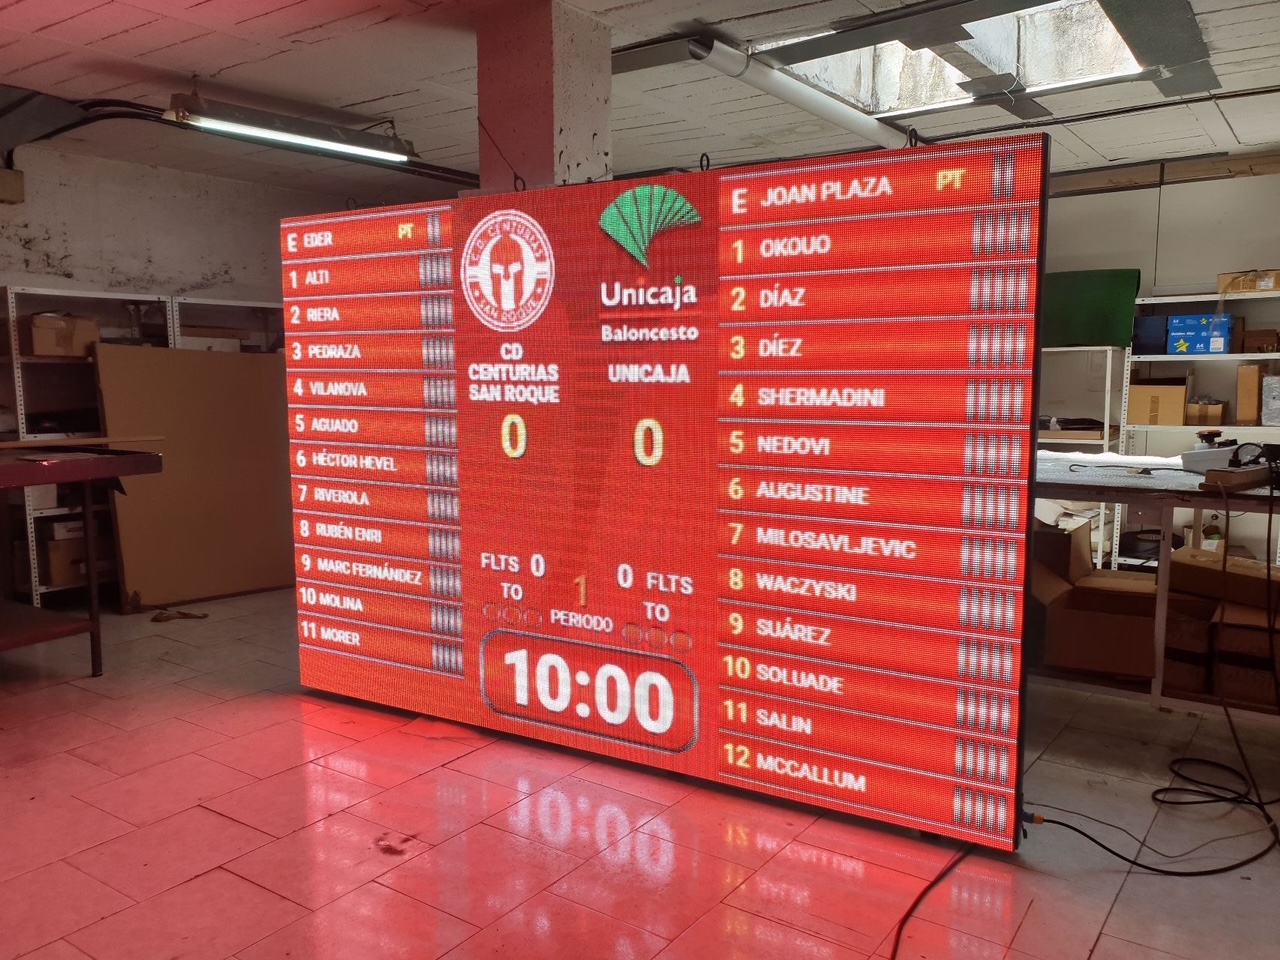 E EDER PT
1 ALTI
2 RIERA
3 PEDRAZA
4 VILANOVA
5 AGUADO
6 HÉCTOR HEVEL
7 RIVEROLA
8 RUBÉN ENRI
9 MARC FERNÁNDEZ
10 MOLINA
11 MORER
C.D. CENTURIAS
SAN ROQUE
CD
CENTURIAS
SAN ROQUE
0
Unicaja
Baloncesto
UNICAJA
0
FLTS 0
TO
1
PERIODO
0 FLTS
TO
10:00
E JOAN PLAZA PT
1 OKOUO
2 DÍAZ
3 DÍEZ
4 SHERMADINI
5 NEDOVI
6 AUGUSTINE
7 MILOSAVLJEVIC
8 WACZYSKI
9 SUÁREZ
10 SOLUADE
11 SALIN
12 MCCALLUM